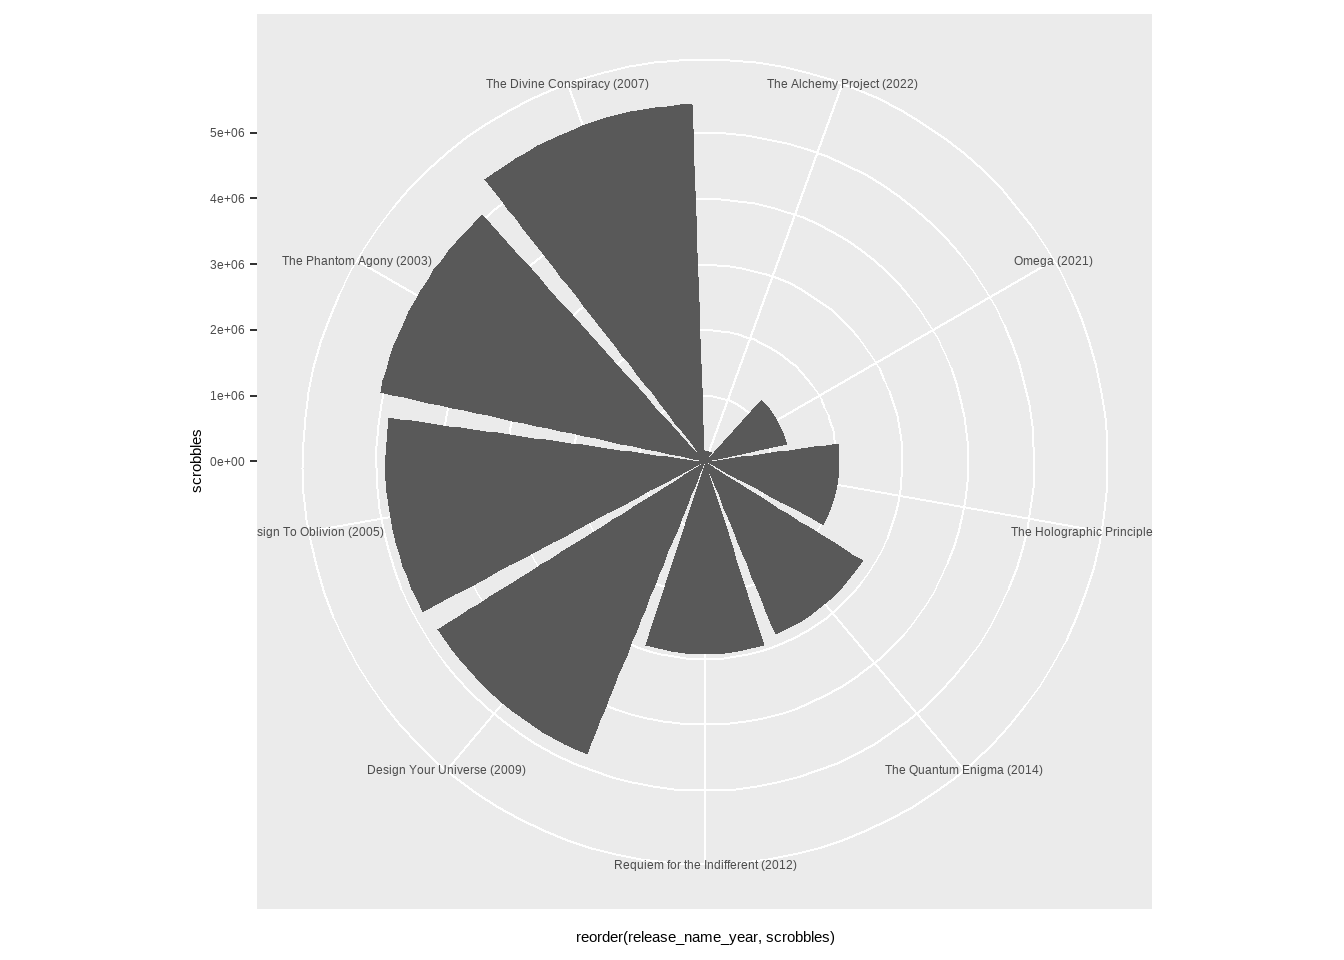 The Divine Conspiracy (2007)
The Alchemy Project (2022)
5e+06
4e+06
The Phantom Agony (2003)
Omega (2021)
3e+06
2e+06
1e+06
scrobbles
0e+00
sign To Oblivion (2005)
The Holographic Principle
Design Your Universe (2009)
The Quantum Enigma (2014)
Requiem for the Indifferent (2012)
reorder(release_name_year, scrobbles)